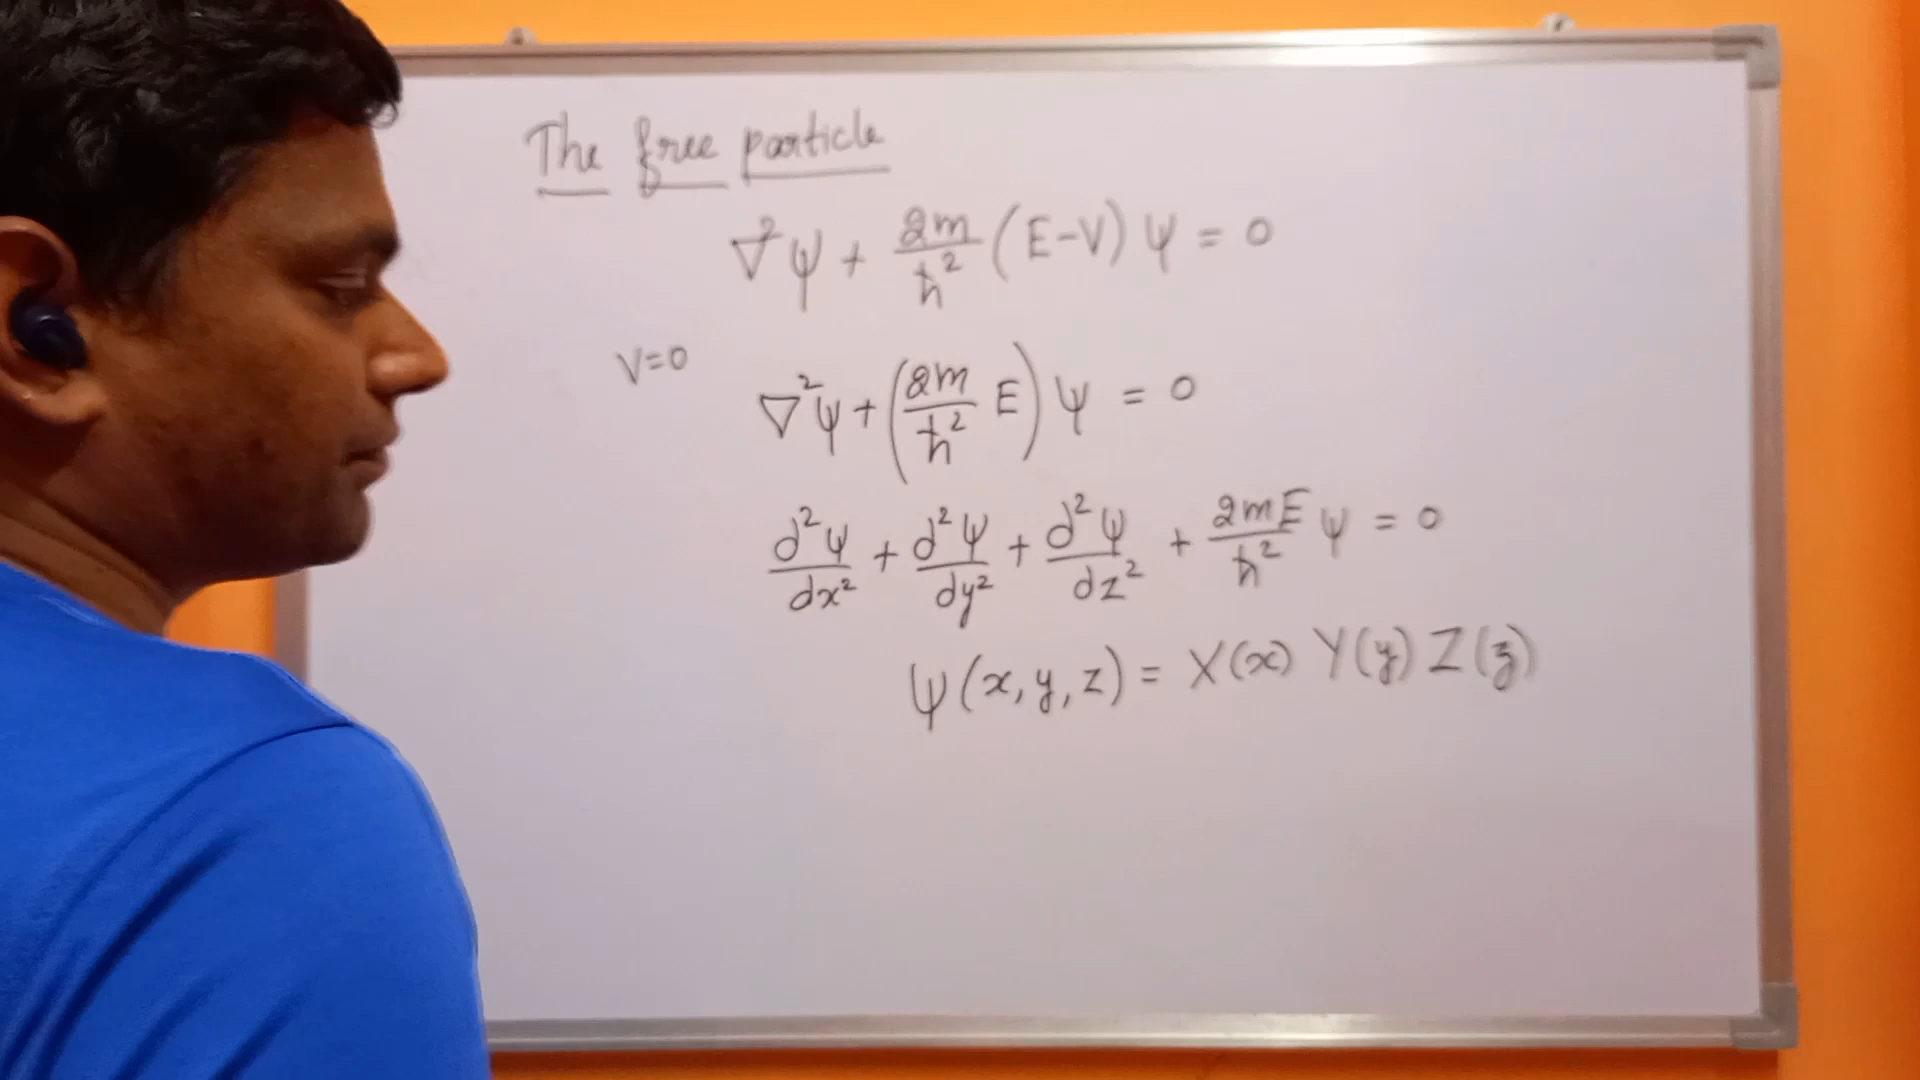 The free particle
∇²ψ + 2m/ħ² (E-V) ψ = 0
V=0
∇²ψ + (2m/ħ² E) ψ = 0
d²ψ/dx² + d²ψ/dy² + d²ψ/dz² + 2mE/ħ² ψ = 0
ψ(x, y, z) = X(x) Y(y) Z(z)